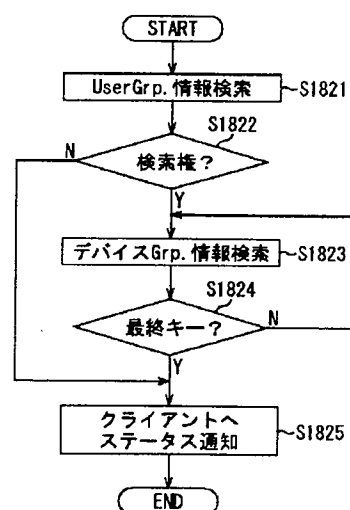 START
UserGrp.情報検索
S1821
S1822
検索権?
N
Y
デバイスGrp.情報検索
S1823
S1824
最終キー?
N
Y
クライアントへ
ステータス通知
S1825
END